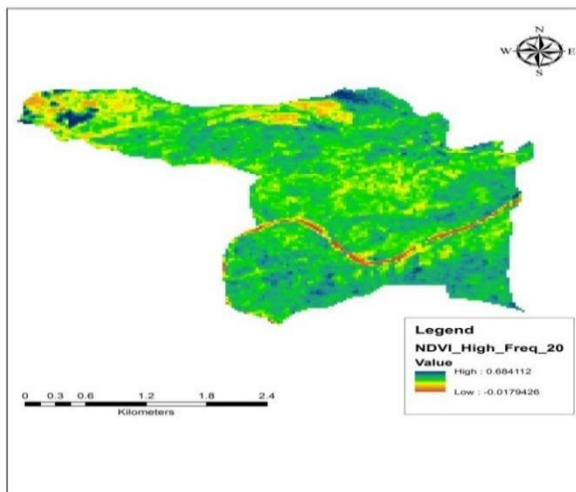 N
W E
S
Legend
NDVI_High_Freq_20
Value
High : 0.684112
Low : -0.0179426
0 0.3 0.6 1.2 1.8 2.4
Kilometers